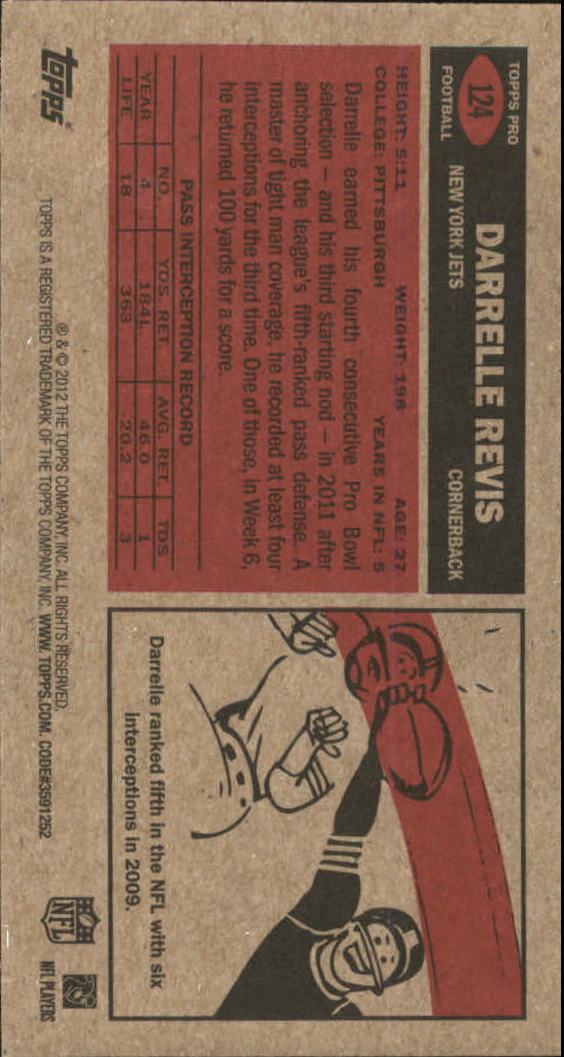 TOPPS PRO
124
FOOTBALL
DARRELLE REVIS
NEW YORK JETS CORNERBACK
HEIGHT: 5:11 WEIGHT: 198 AGE: 27
COLLEGE: PITTSBURGH YEARS IN NFL: 5
Darrelle earned his fourth consecutive Pro Bowl
selection – and his third starting nod – in 2011 after
anchoring the league's fifth-ranked pass defense. A
master of tight man coverage, he recorded at least four
interceptions for the third time. One of those, in Week 6,
he returned 100 yards for a score.
PASS INTERCEPTION RECORD
NO. YDS. RET. AVG. RET. TDS
YEAR 4 184L 46.0 1
LIFE 18 363 20.2 3
Darrelle ranked fifth in the NFL with six
interceptions in 2009.
topps®
® & © 2012 THE TOPPS COMPANY, INC. ALL RIGHTS RESERVED.
TOPPS IS A REGISTERED TRADEMARK OF THE TOPPS COMPANY, INC. WWW.TOPPS.COM. CODE#3591252
NFL
NFL PLAYERS